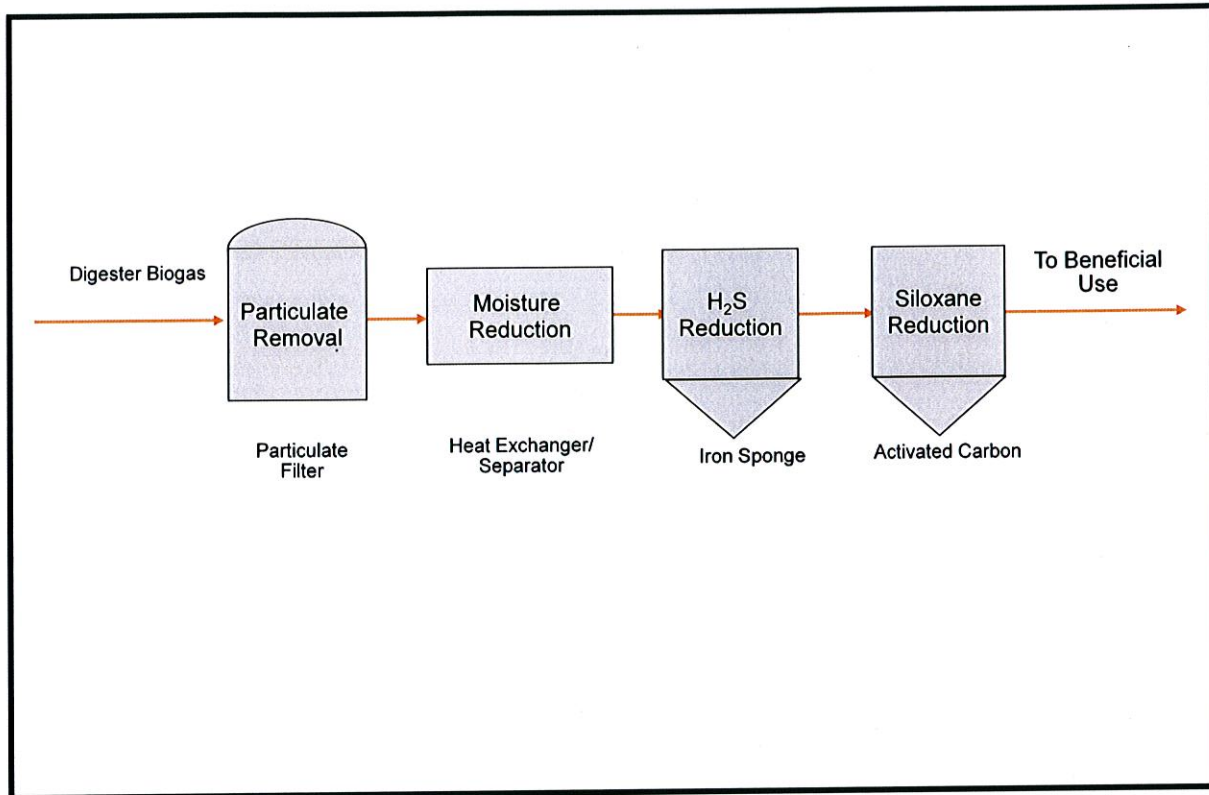 Digester Biogas
Particulate
Removal
Moisture
Reduction
H₂S
Reduction
Siloxane
Reduction
To Beneficial
Use
Particulate
Filter
Heat Exchanger/
Separator
Iron Sponge
Activated Carbon